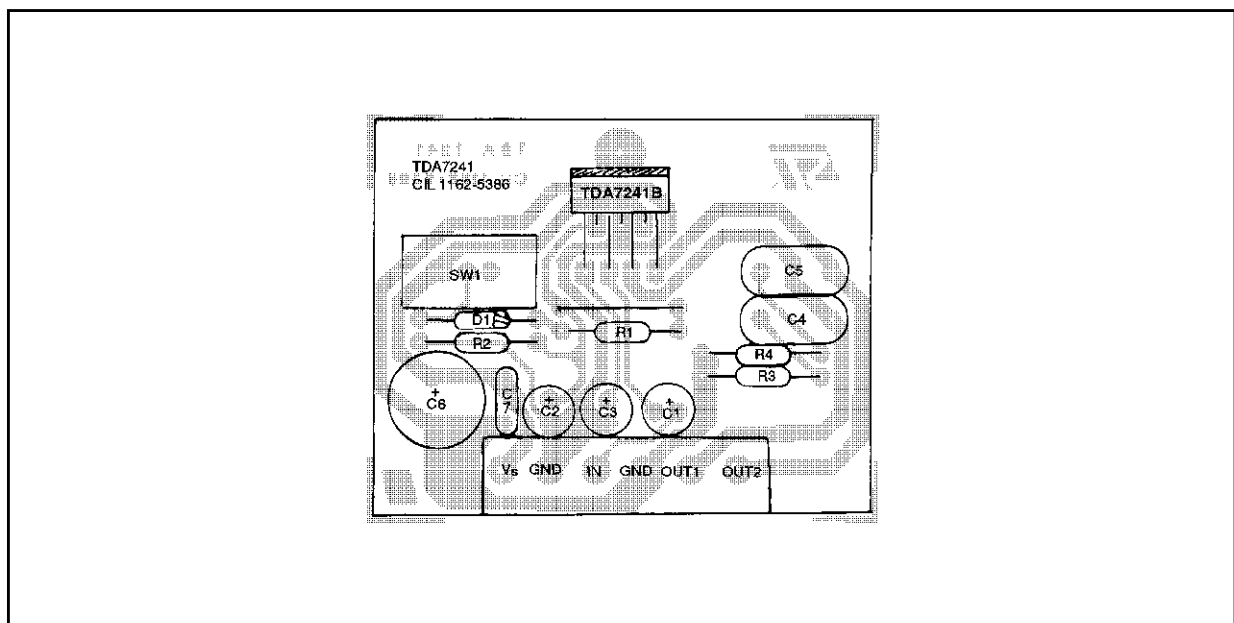 TDA7241
CIL 1162-5386
TDA7241B
SW1
C5
D1
C4
R1
R2
R4
R3
C6
C7
C2
C3
C1
Vs GND IN GND OUT1 OUT2